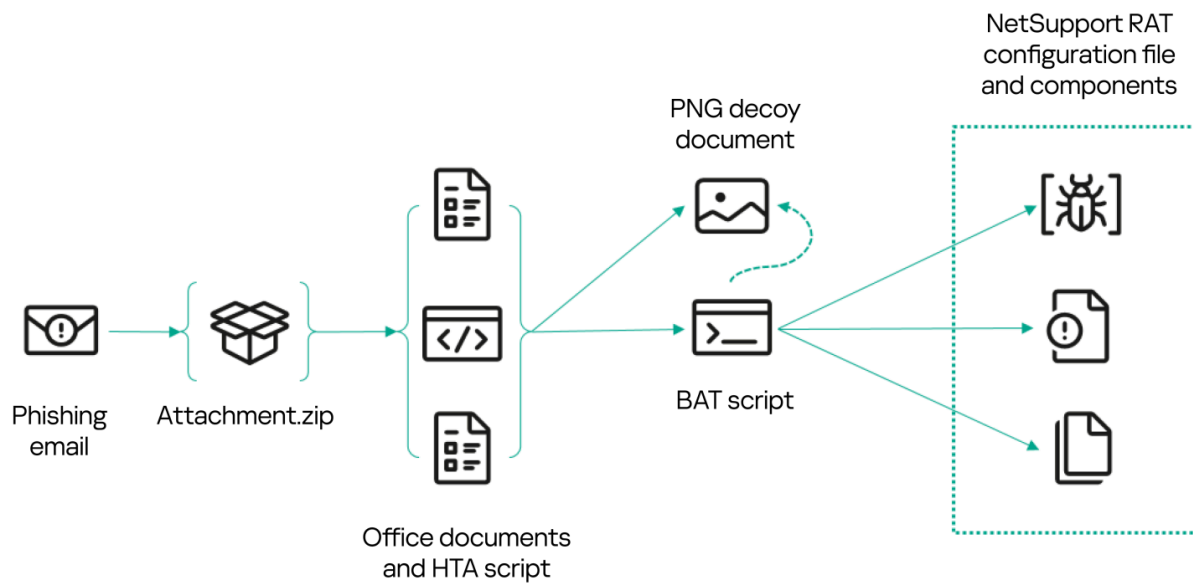 NetSupport RAT
configuration file
and components
PNG decoy
document
Phishing
email
Attachment.zip
Office documents
and HTA script
BAT script